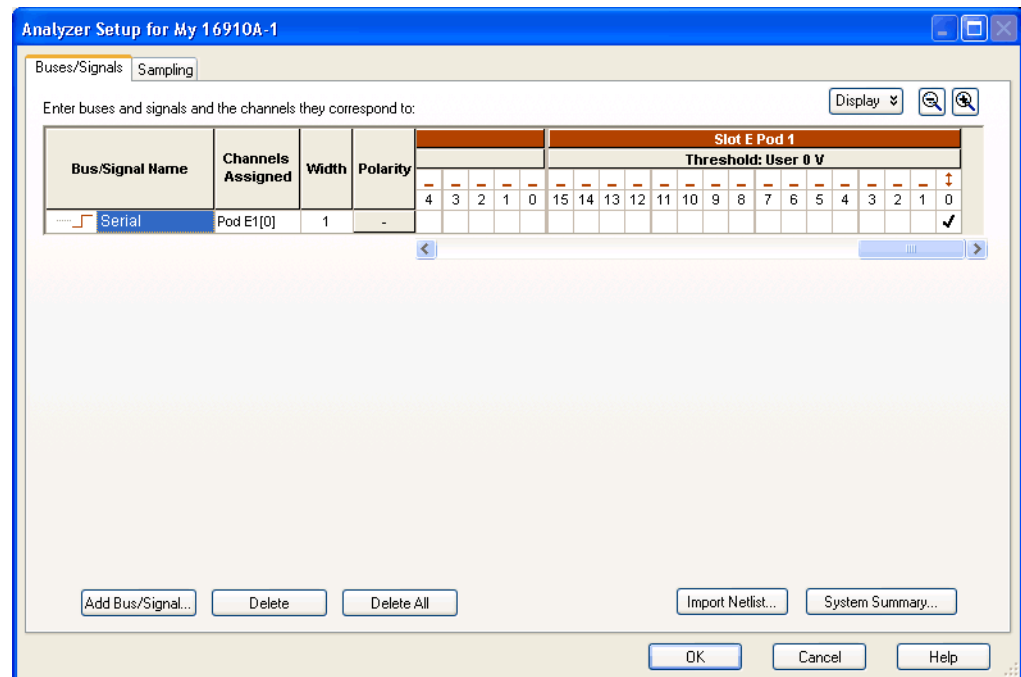 Analyzer Setup for My 16910A-1
Buses/Signals Sampling
Enter buses and signals and the channels they correspond to:
Display
Bus/Signal Name Channels Assigned Width Polarity Slot E Pod 1
Threshold: User 0 V
4 3 2 1 0 15 14 13 12 11 10 9 8 7 6 5 4 3 2 1 0
Serial Pod E1[0] 1 -
Add Bus/Signal... Delete Delete All Import Netlist... System Summary...
OK Cancel Help